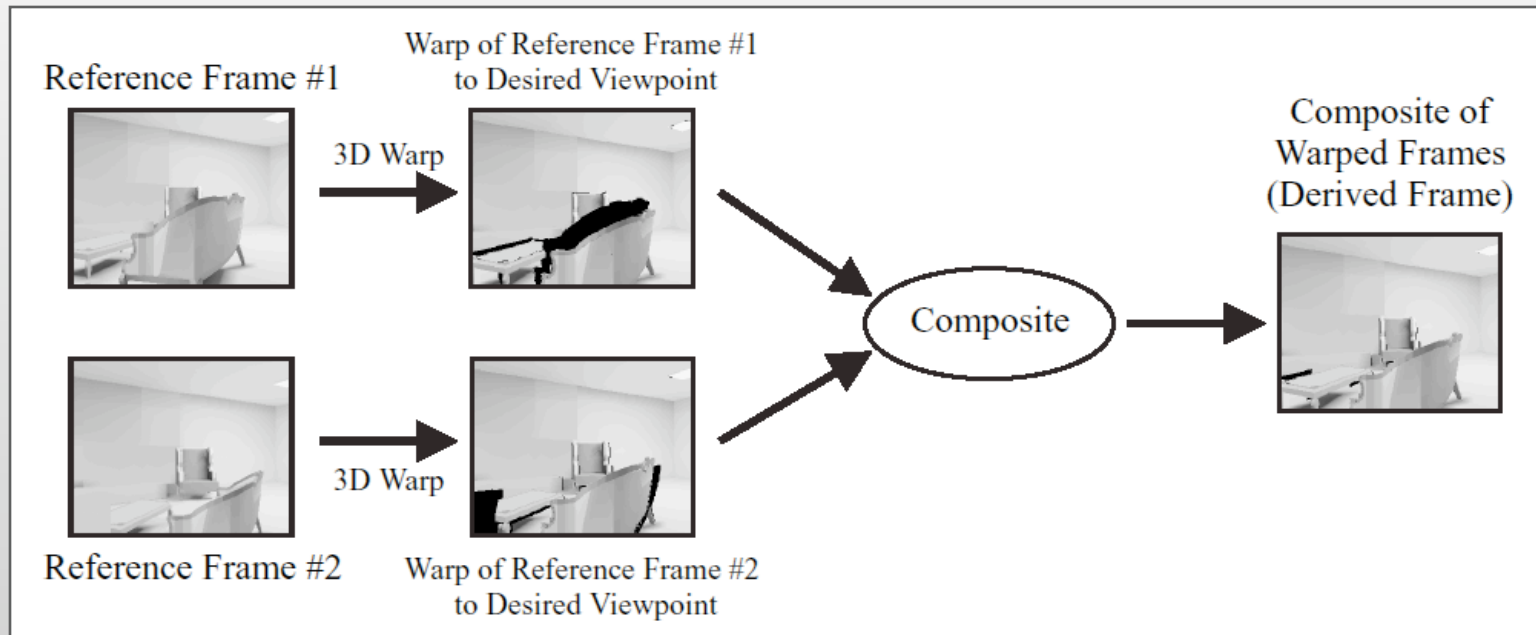 Reference Frame #1
3D Warp
Warp of Reference Frame #1
to Desired Viewpoint
Reference Frame #2
3D Warp
Warp of Reference Frame #2
to Desired Viewpoint
Composite
Composite of
Warped Frames
(Derived Frame)